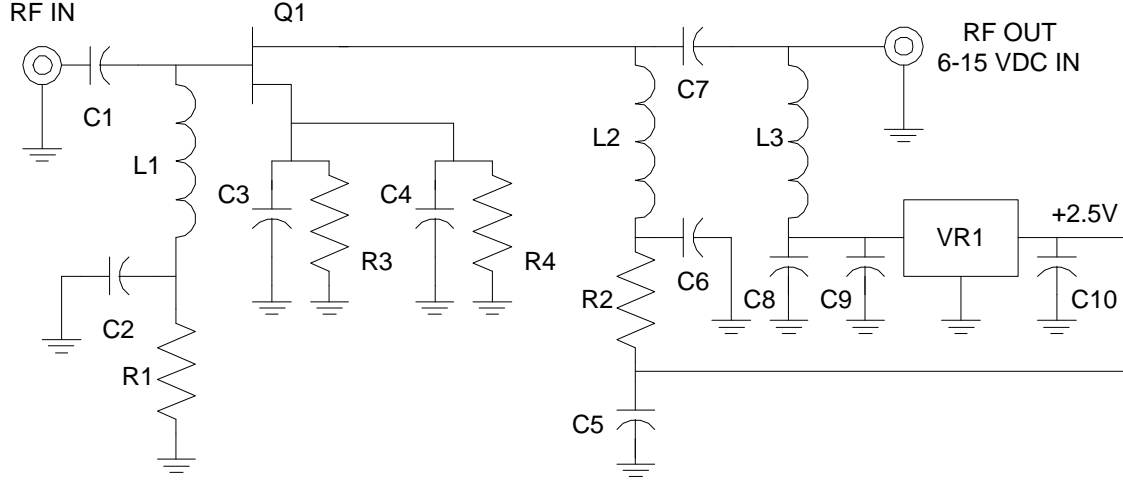 RF IN
Q1
RF OUT
6-15 VDC IN
C1
C7
L1
L2
L3
C3
C4
+2.5V
VR1
R3
R4
C6
R2
C8
C9
C10
C2
R1
C5